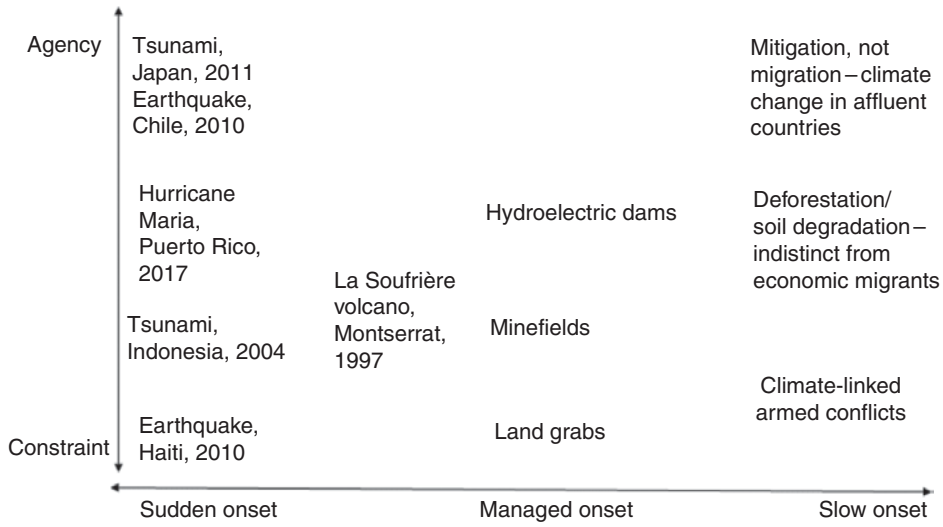 Agency
Tsunami,
Japan, 2011
Earthquake,
Chile, 2010
Mitigation, not
migration–climate
change in affluent
countries
Hurricane
Maria,
Puerto Rico,
2017
Hydroelectric dams
Deforestation/
soil degradation–
indistinct from
economic migrants
La Soufrière
volcano,
Montserrat,
1997
Tsunami,
Indonesia, 2004
Minefields
Climate-linked
armed conflicts
Constraint
Earthquake,
Haiti, 2010
Land grabs
Sudden onset
Managed onset
Slow onset